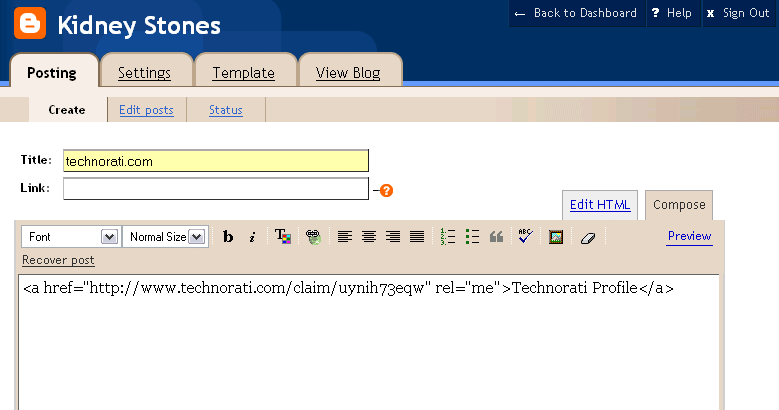 Kidney Stones
← Back to Dashboard ? Help x Sign Out
Posting Settings Template View Blog
Create Edit posts Status
Title: technorati.com
Link: ?
Edit HTML Compose
Font Normal Size b i T ABC Preview
Recover post
<a href="http://www.technorati.com/claim/uynih73eqw" rel="me">Technorati Profile</a>